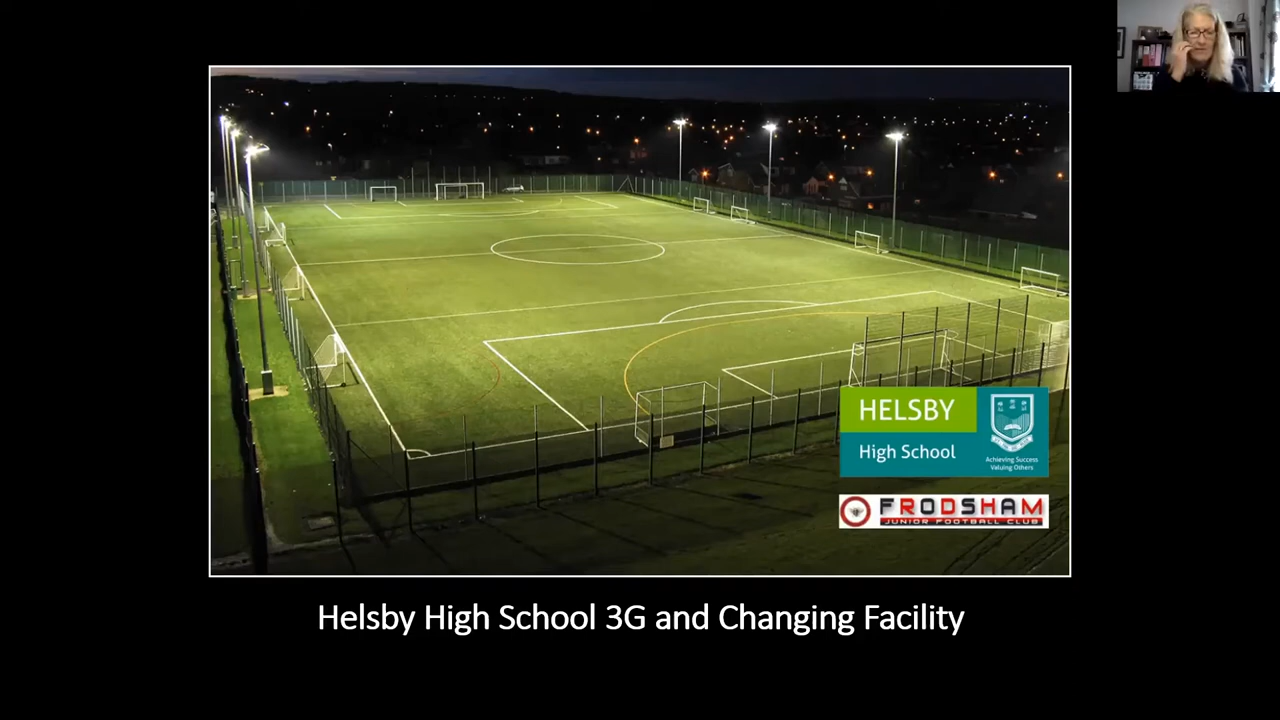 HELSBY
High School
Achieving Success
Valuing Others
FRODSHAM
JUNIOR FOOTBALL CLUB
Helsby High School 3G and Changing Facility